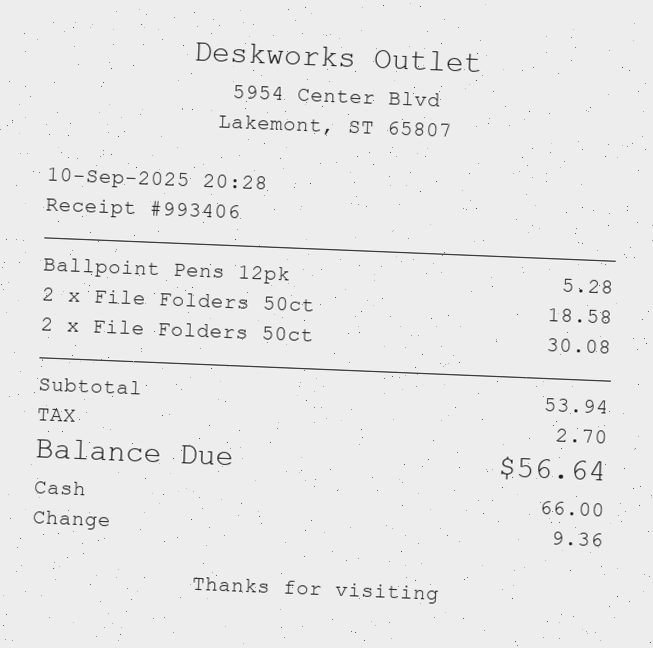 Deskworks Outlet
5954 Center Blvd
Lakemont, ST 65807
10-Sep-2025 20:28
Receipt #993406
Ballpoint Pens 12pk 5.28
2 x File Folders 50ct 18.58
2 x File Folders 50ct 30.08
Subtotal 53.94
TAX 2.70
Balance Due $56.64
Cash 66.00
Change 9.36
Thanks for visiting